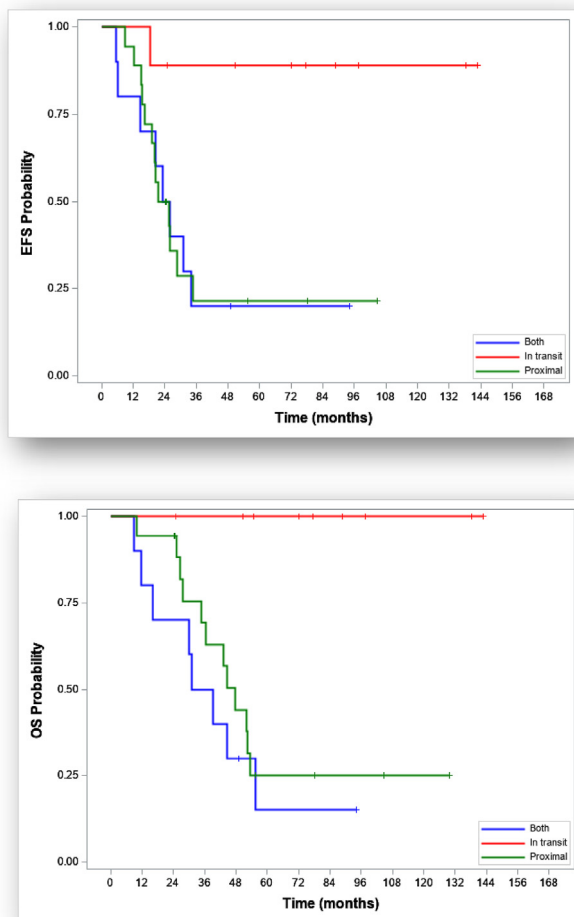 1.00
0.75
0.50
0.25
0.00
EFS Probability
0 12 24 36 48 60 72 84 96 108 120 132 144 156 168
Time (months)
Both
In transit
Proximal
1.00
0.75
0.50
0.25
0.00
OS Probability
0 12 24 36 48 60 72 84 96 108 120 132 144 156 168
Time (months)
Both
In transit
Proximal